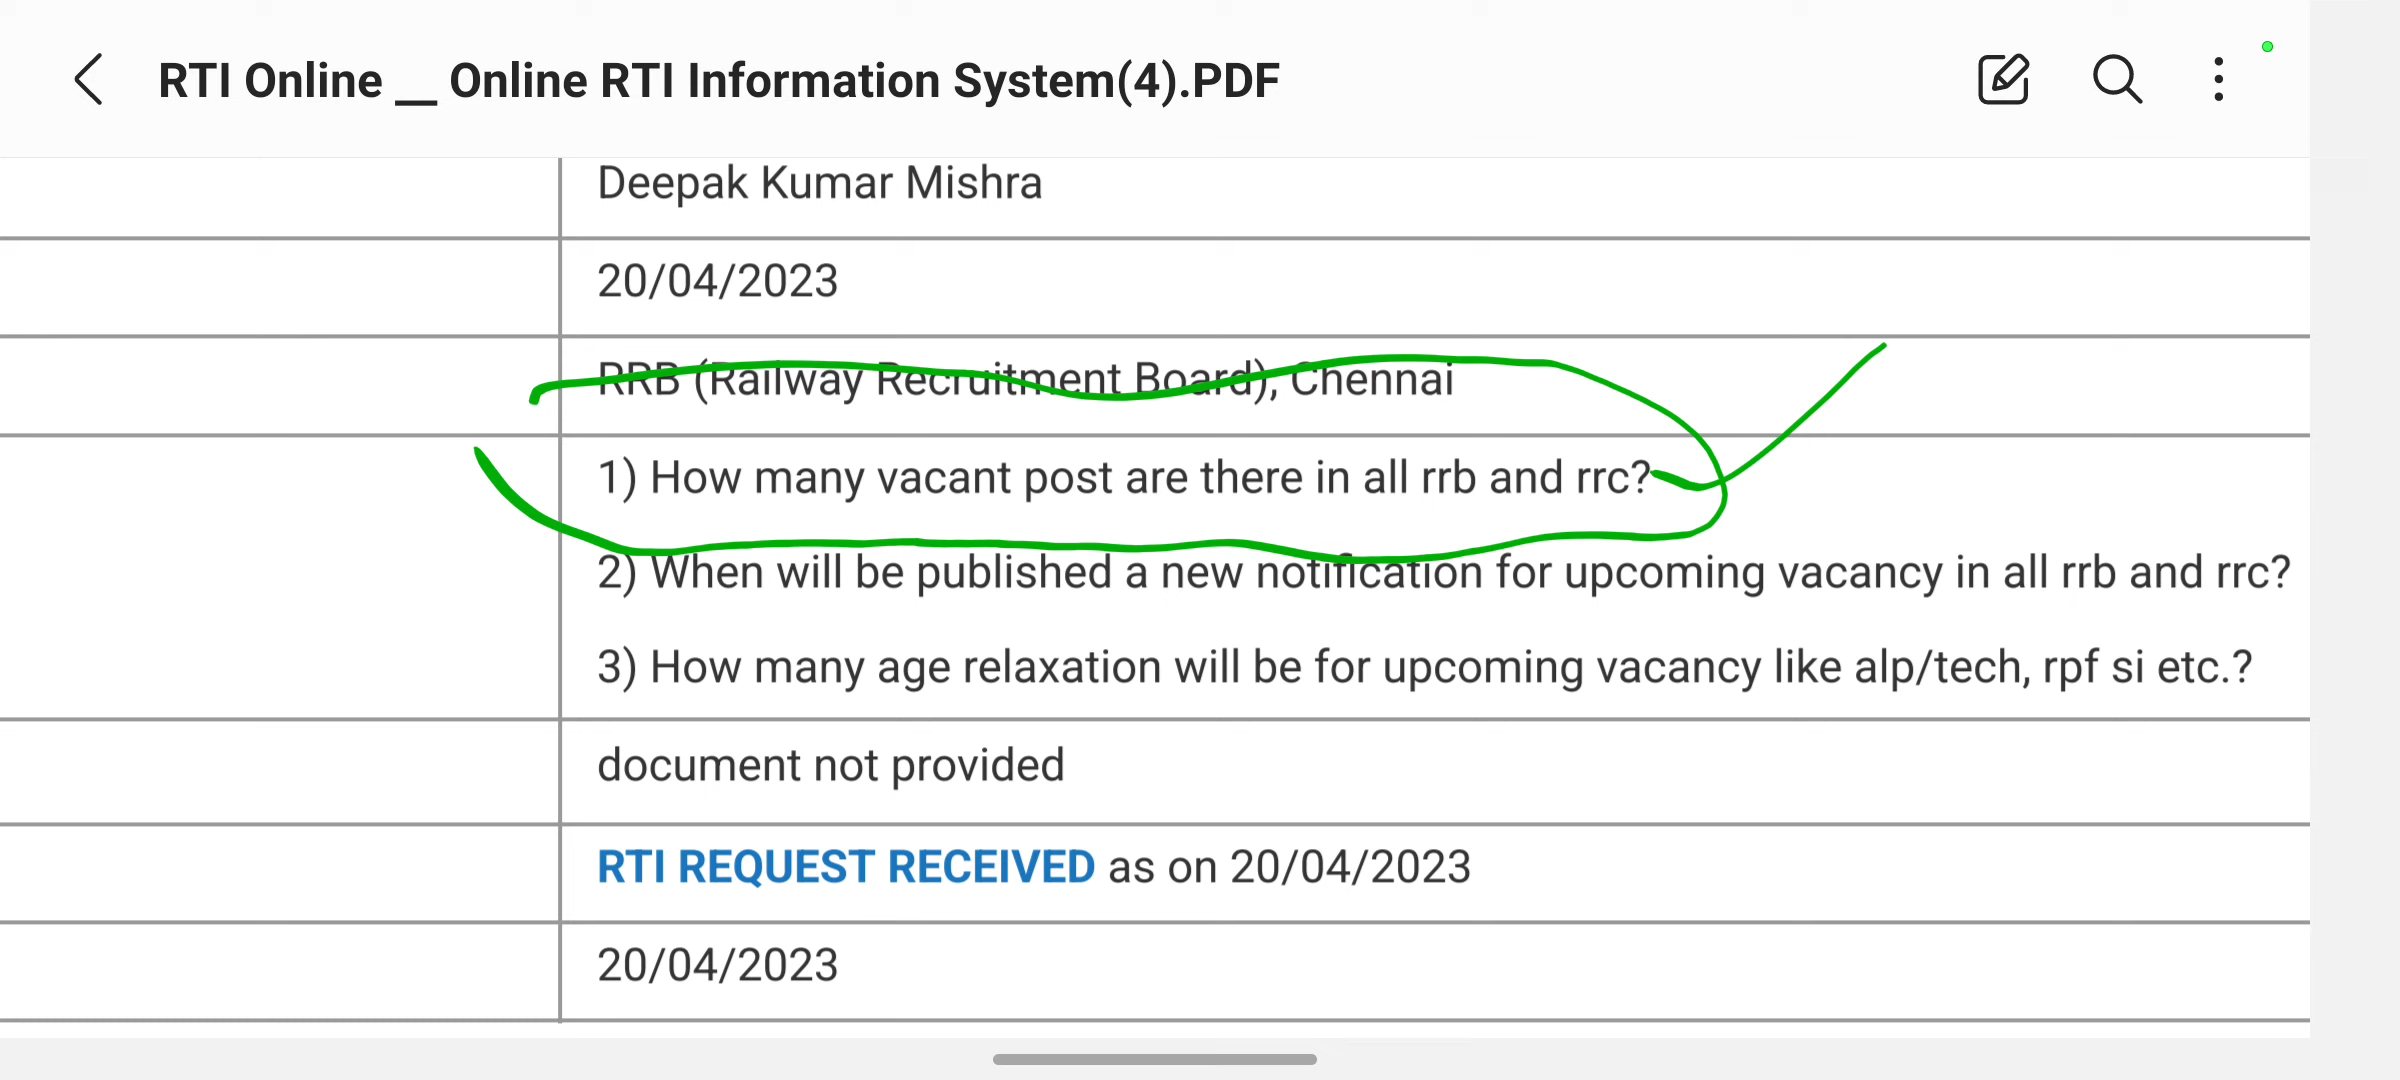 RTI Online __ Online RTI Information System(4).PDF
Deepak Kumar Mishra
20/04/2023
RRB (Railway Recruitment Board), Chennai
1) How many vacant post are there in all rrb and rrc?
2) When will be published a new notification for upcoming vacancy in all rrb and rrc?
3) How many age relaxation will be for upcoming vacancy like alp/tech, rpf si etc.?
document not provided
RTI REQUEST RECEIVED as on 20/04/2023
20/04/2023